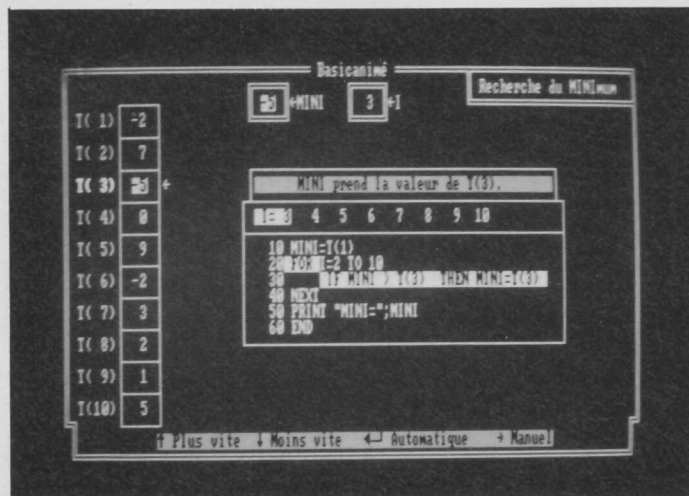 Basicanimé
Recherche du MINImum
-5 ←MINI 3 ←I
T( 1) -2
T( 2) 7
T( 3) -5 ←
T( 4) 0
T( 5) 9
T( 6) -2
T( 7) 3
T( 8) 2
T( 9) 1
T(10) 5
MINI prend la valeur de T(3).
I= 3 4 5 6 7 8 9 10
10 MINI=T(1)
20 FOR I=2 TO 10
30 IF MINI > T(3) THEN MINI=T(3)
40 NEXT
50 PRINT "MINI=";MINI
60 END
↑ Plus vite ↓ Moins vite ←┘ Automatique → Manuel